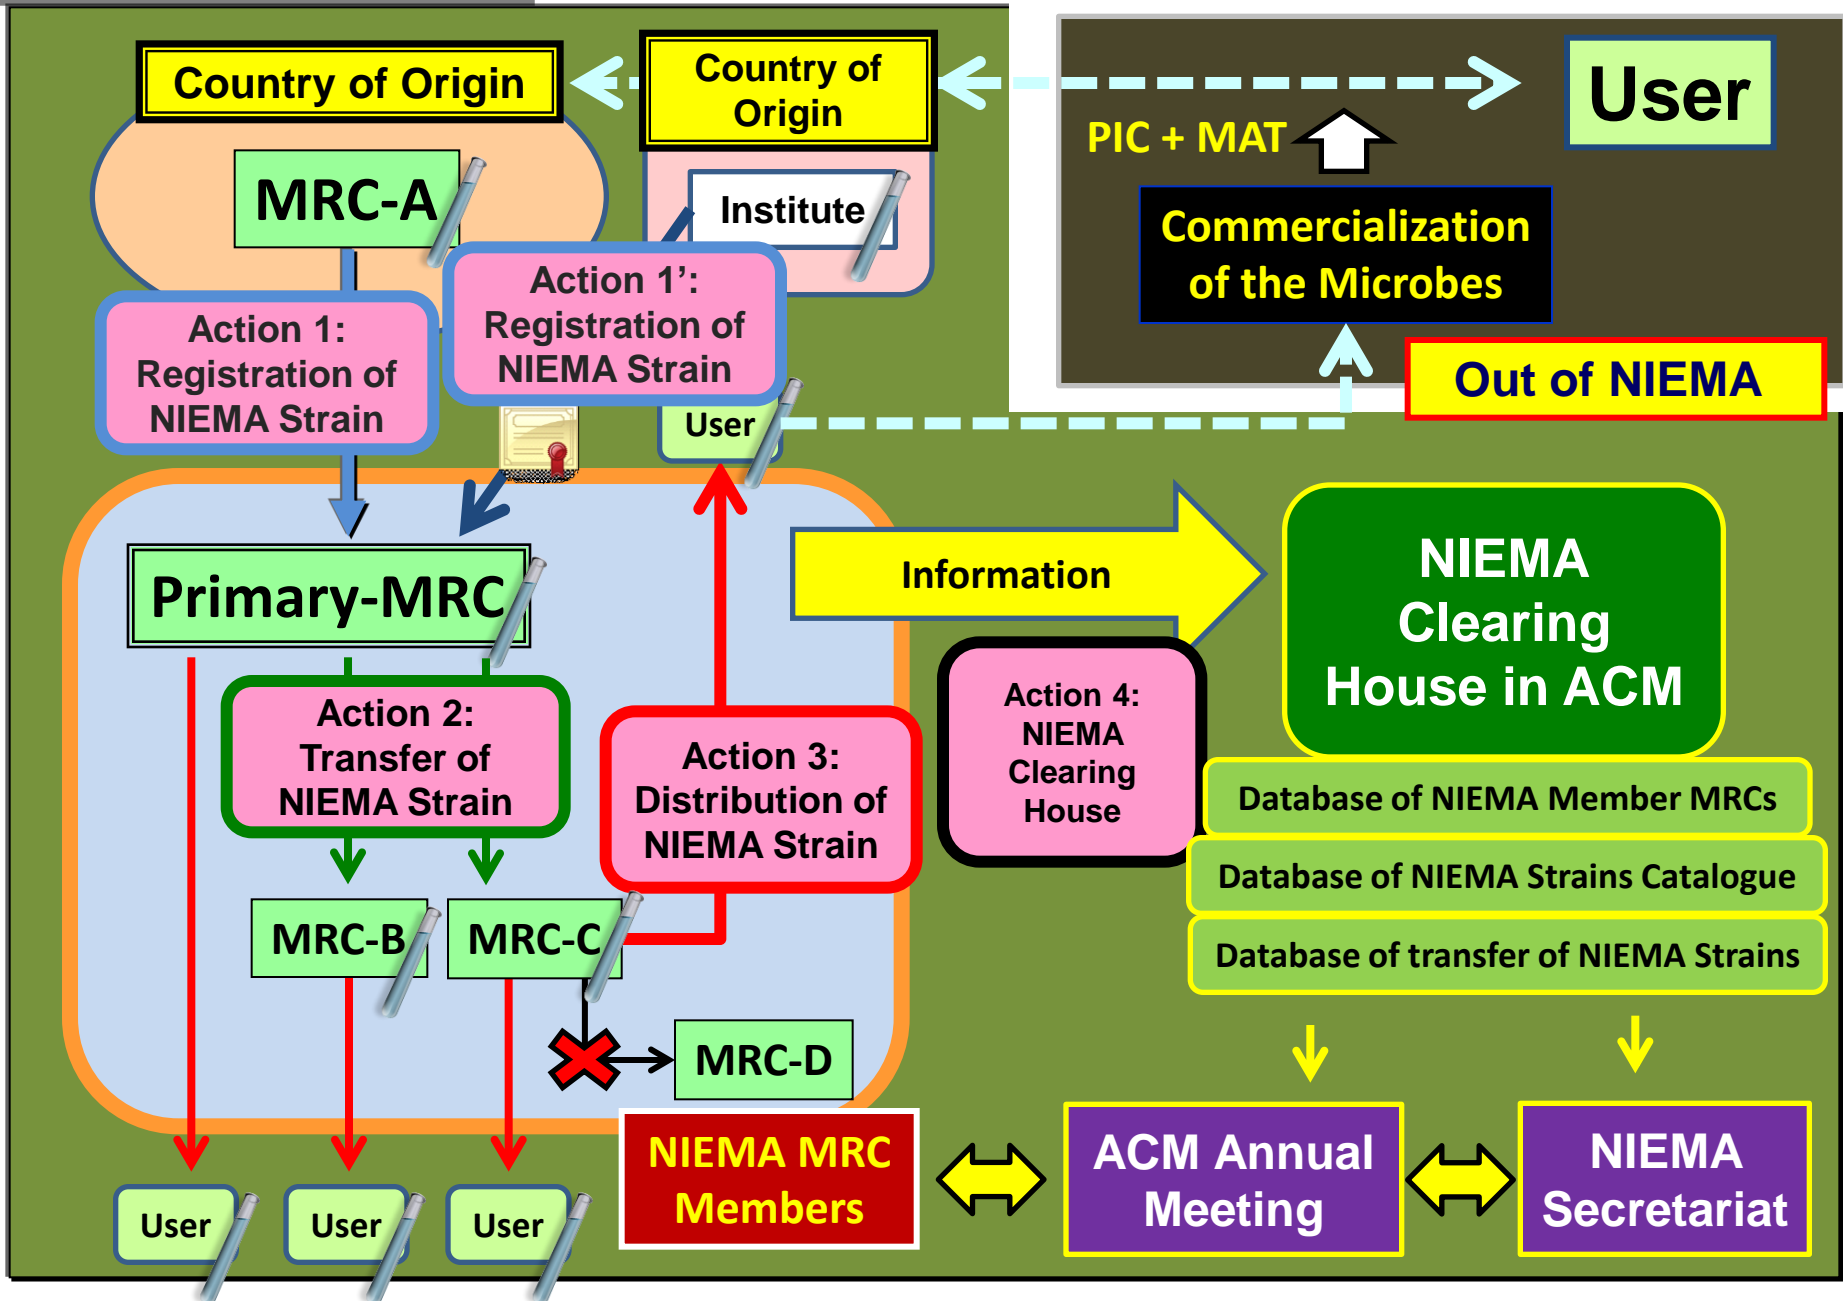 Country of Origin
Country of
Origin
User
PIC + MAT
MRC-A
Institute
Commercialization
of the Microbes
Action 1’:
Registration of
NIEMA Strain
Action 1:
Registration of
NIEMA Strain
Out of NIEMA
User
Primary-MRC
Information
NIEMA
Clearing
House in ACM
Action 2:
Transfer of
NIEMA Strain
Action 3:
Distribution of
NIEMA Strain
Action 4:
NIEMA
Clearing
House
Database of NIEMA Member MRCs
Database of NIEMA Strains Catalogue
Database of transfer of NIEMA Strains
MRC-B
MRC-C
MRC-D
NIEMA MRC
Members
ACM Annual
Meeting
NIEMA
Secretariat
User
User
User